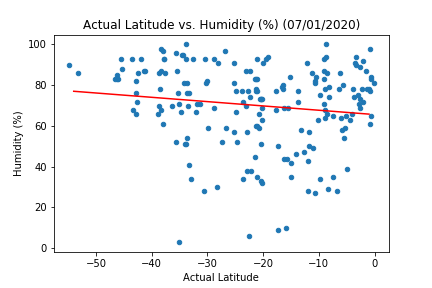 Actual Latitude vs. Humidity (%) (07/01/2020)
100
80
60
40
20
0
Humidity (%)
−50 −40 −30 −20 −10 0
Actual Latitude